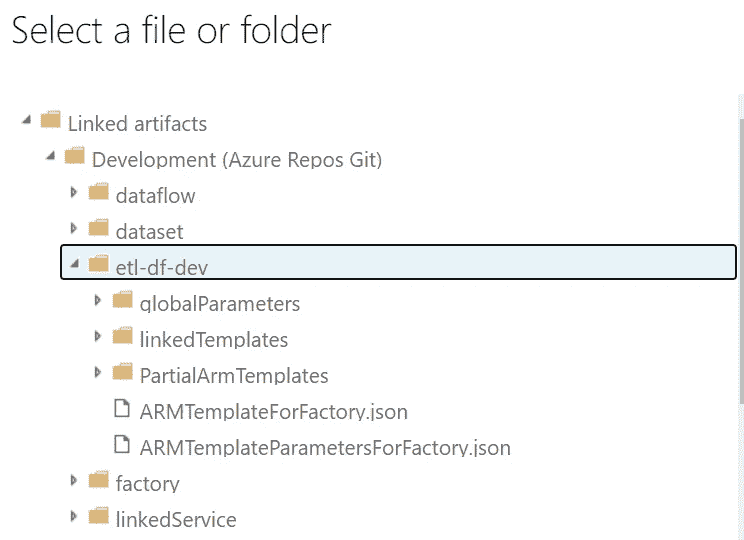 Select a file or folder
Linked artifacts
Development (Azure Repos Git)
dataflow
dataset
etl-df-dev
globalParameters
linkedTemplates
PartialArmTemplates
ARMTemplateForFactory.json
ARMTemplateParametersForFactory.json
factory
linkedService